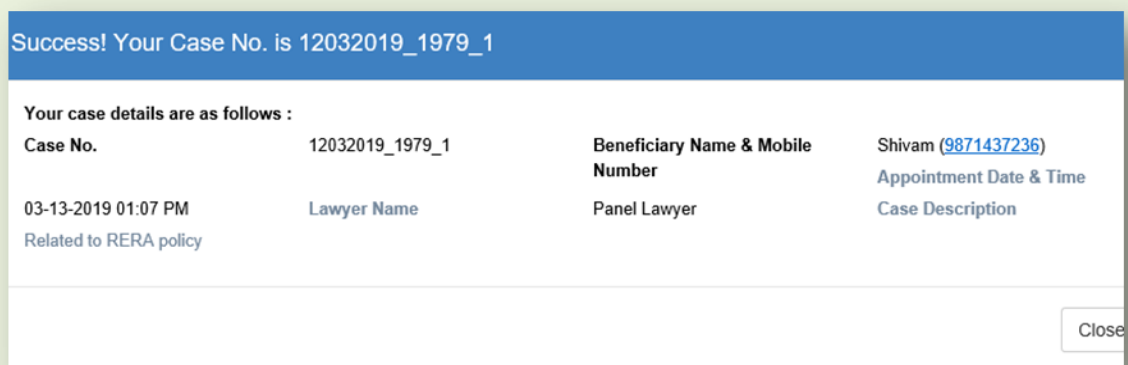 Success! Your Case No. is 12032019_1979_1
Your case details are as follows :
Case No. 12032019_1979_1 Beneficiary Name & Mobile Number Shivam (9871437236)
Appointment Date & Time
03-13-2019 01:07 PM Lawyer Name Panel Lawyer Case Description
Related to RERA policy
Close